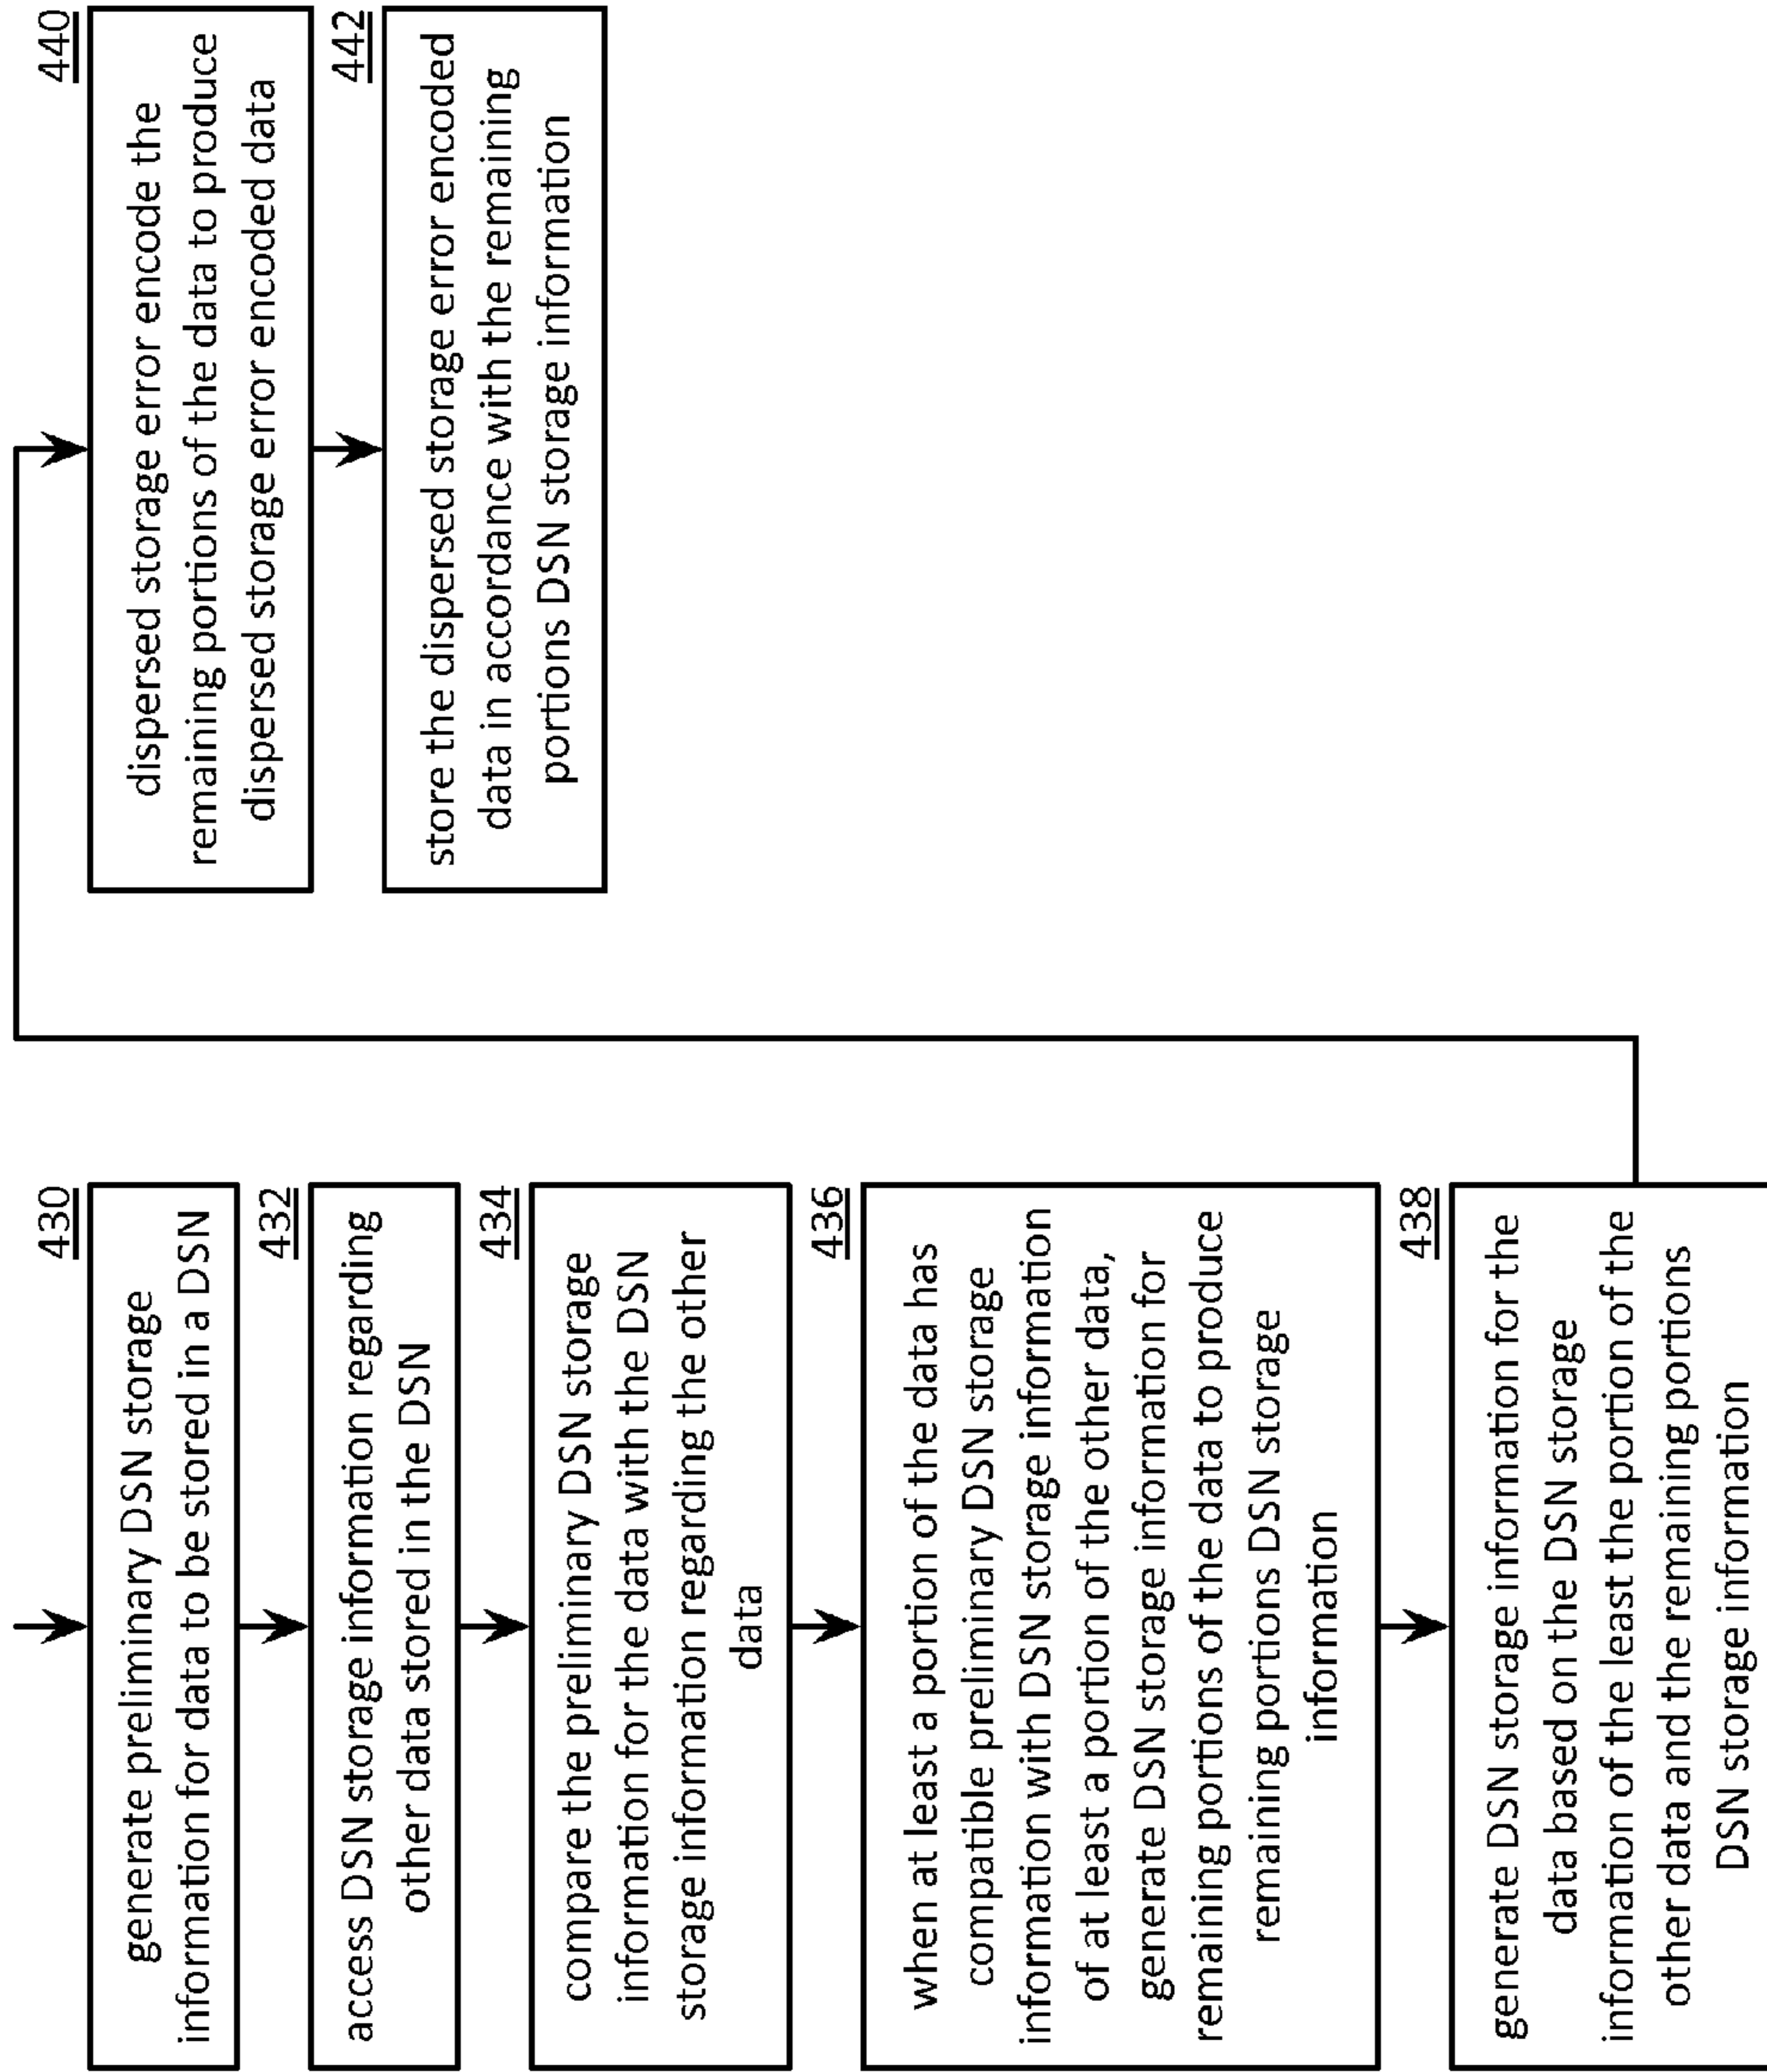 430
generate preliminary DSN storage
information for data to be stored in a DSN
432
access DSN storage information regarding
other data stored in the DSN
434
compare the preliminary DSN storage
information for the data with the DSN
storage information regarding the other
data
436
when at least a portion of the data has
compatible preliminary DSN storage
information with DSN storage information
of at least a portion of the other data,
generate DSN storage information for
remaining portions of the data to produce
remaining portions DSN storage
information
438
generate DSN storage information for the
data based on the DSN storage
information of the least the portion of the
other data and the remaining portions
DSN storage information
440
dispersed storage error encode the
remaining portions of the data to produce
dispersed storage error encoded data
442
store the dispersed storage error encoded
data in accordance with the remaining
portions DSN storage information